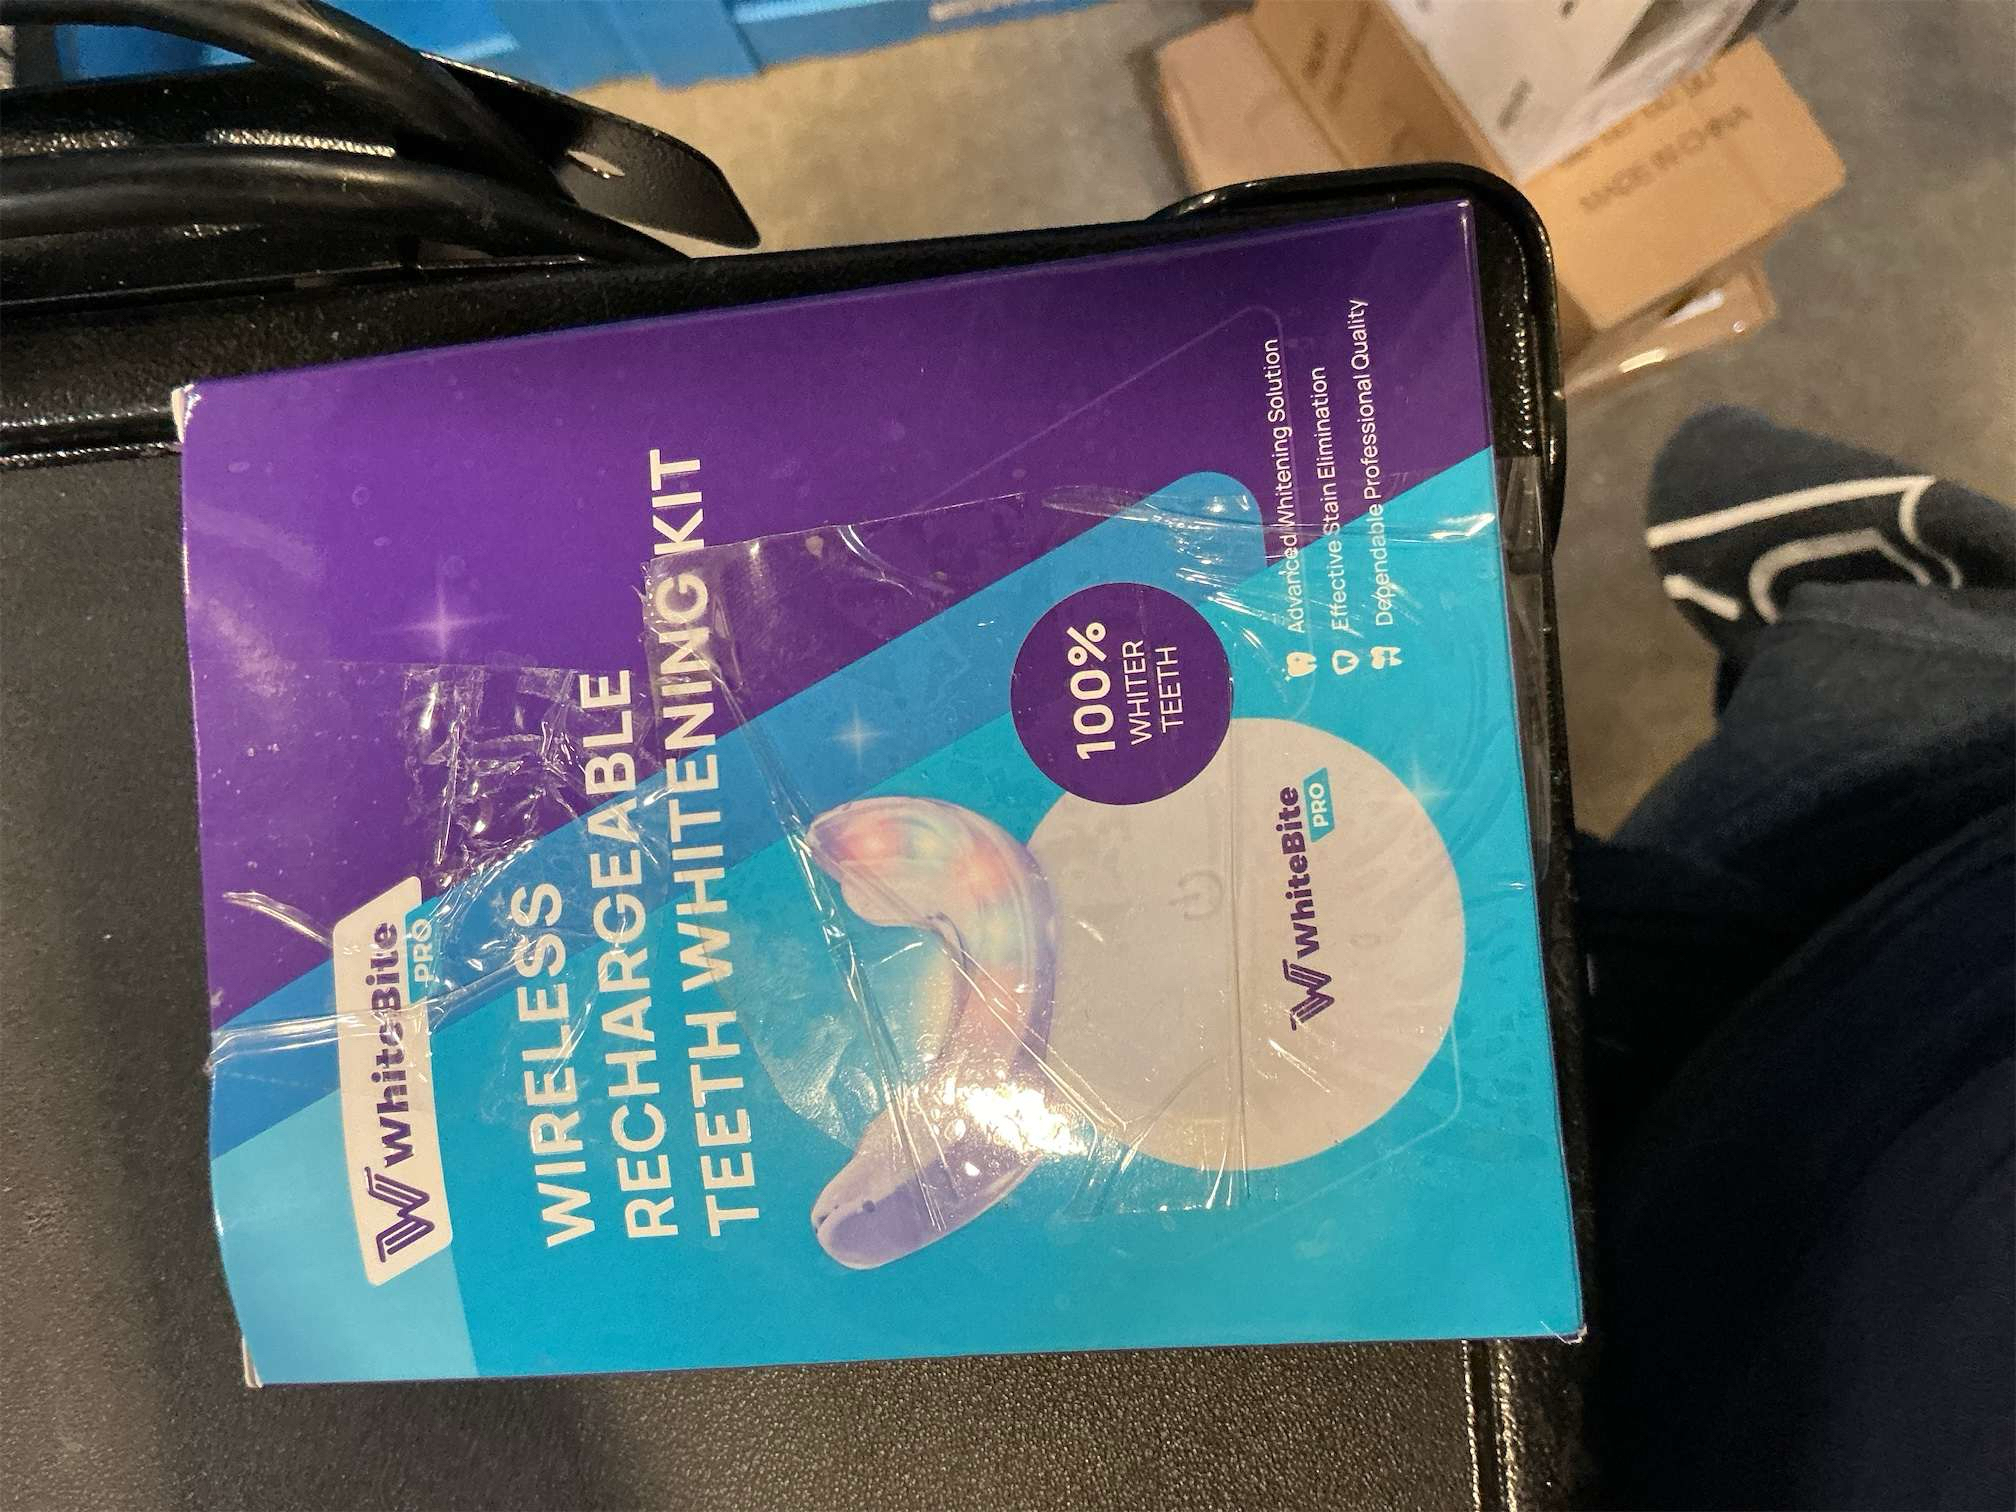 whiteBite
PRO
WIRELESS
RECHARGEABLE
TEETH WHITENING KIT
100%
WHITER
TEETH
whiteBite
PRO
Advanced Whitening Solution
Effective Stain Elimination
Dependable Professional Quality
MADE IN CHINA